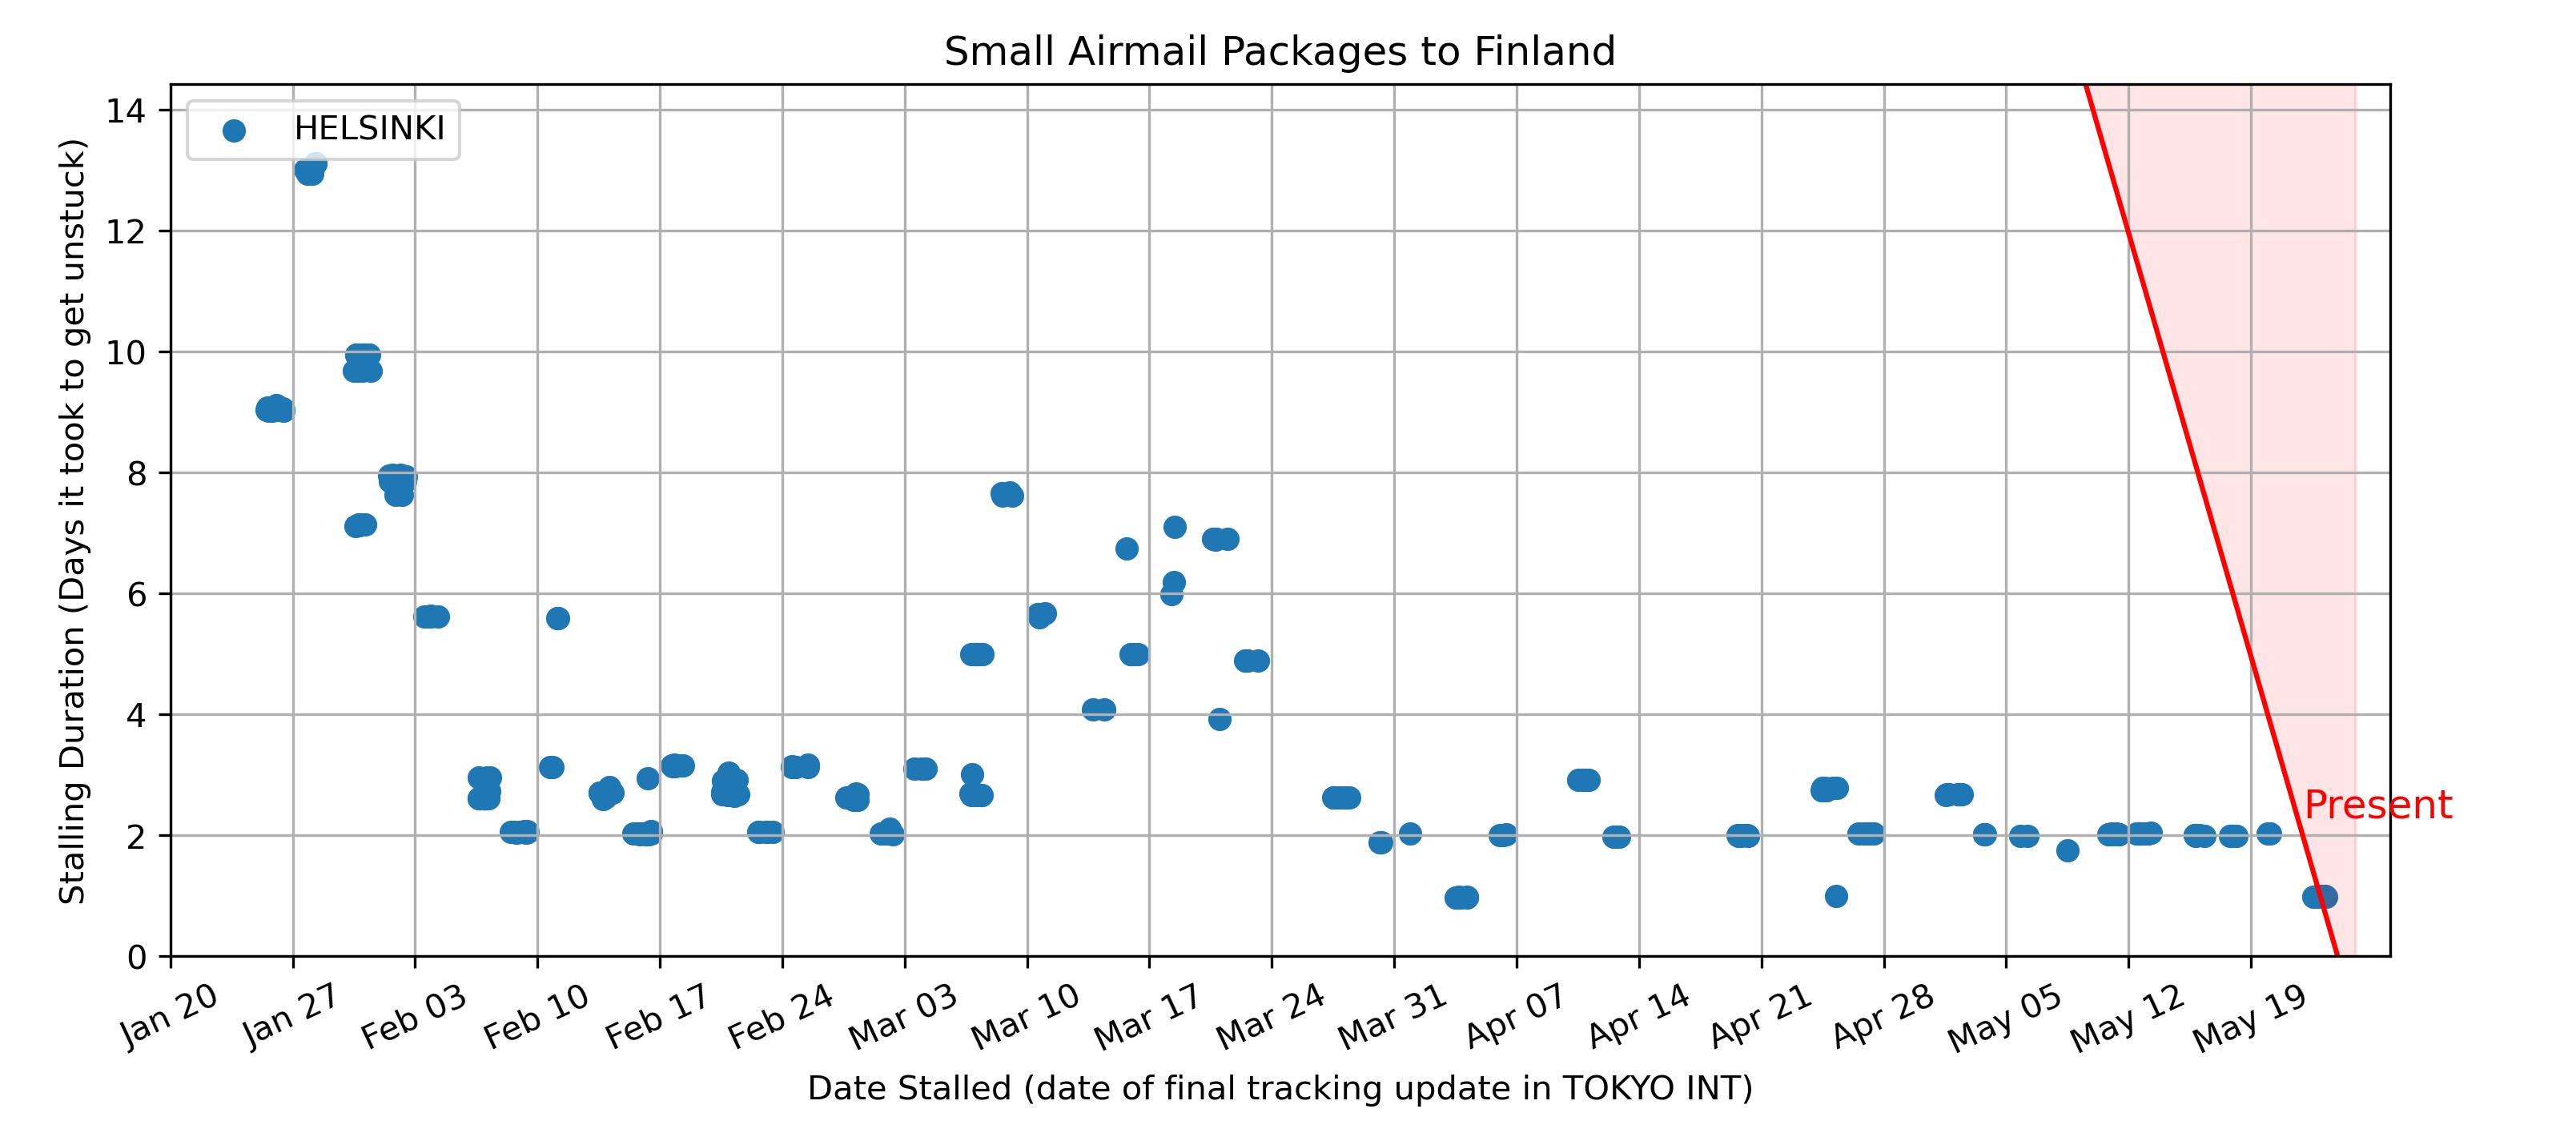 Small Airmail Packages to Finland
HELSINKI
Stalling Duration (Days it took to get unstuck)
14
12
10
8
6
4
2
0
Present
Jan 20
Jan 27
Feb 03
Feb 10
Feb 17
Feb 24
Mar 03
Mar 10
Mar 17
Mar 24
Mar 31
Apr 07
Apr 14
Apr 21
Apr 28
May 05
May 12
May 19
Date Stalled (date of final tracking update in TOKYO INT)